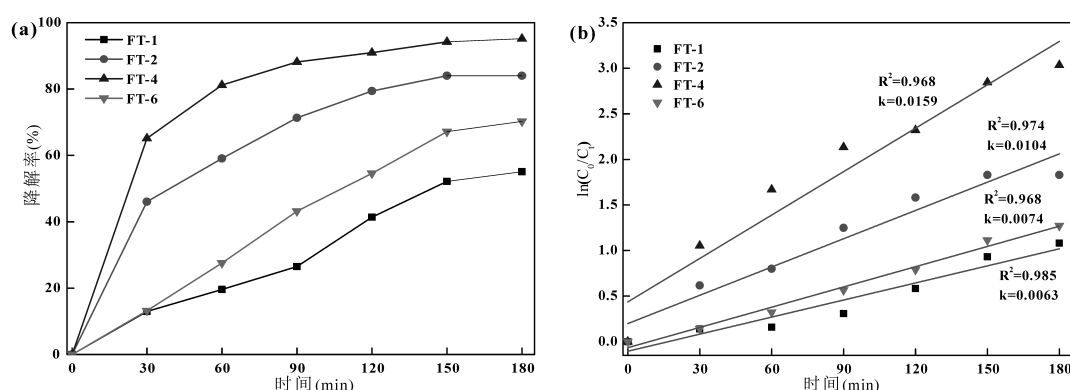 (a)
100
80
60
40
20
0
降解率(%)
FT-1
FT-2
FT-4
FT-6
0 30 60 90 120 150 180
时间(min)
(b)
3.5
3.0
2.5
2.0
1.5
1.0
0.5
0.0
ln(C₀/Cₜ)
FT-1
FT-2
FT-4
FT-6
R²=0.968
k=0.0159
R²=0.974
k=0.0104
R²=0.968
k=0.0074
R²=0.985
k=0.0063
0 30 60 90 120 150 180
时间(min)